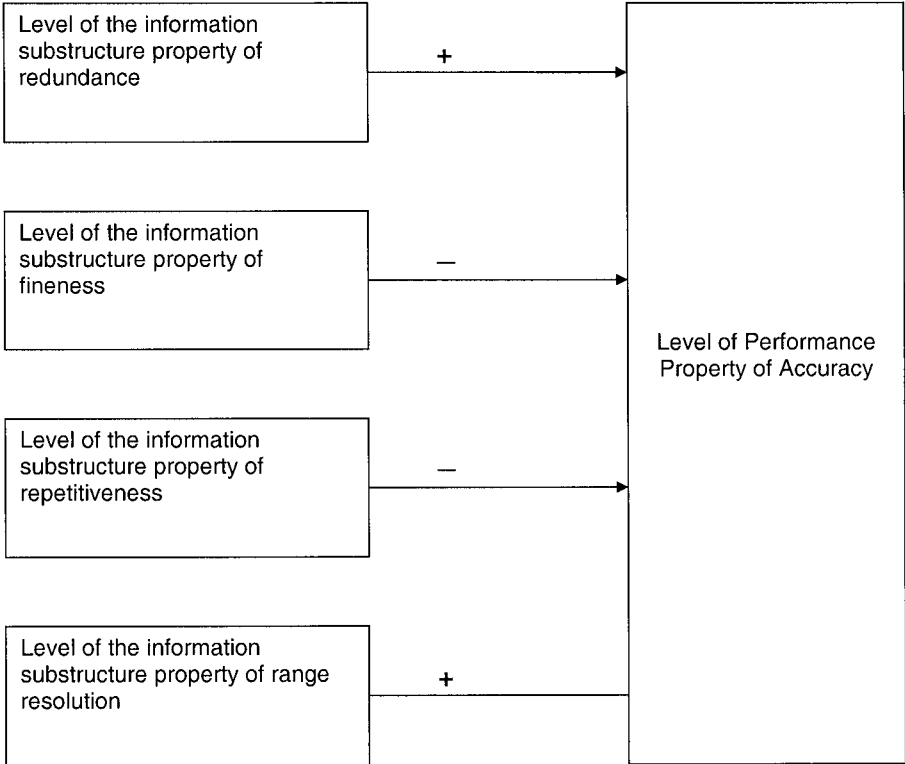 Level of the information
substructure property of
redundance
+
Level of the information
substructure property of
fineness
–
Level of Performance
Property of Accuracy
Level of the information
substructure property of
repetitiveness
–
Level of the information
substructure property of range
resolution
+